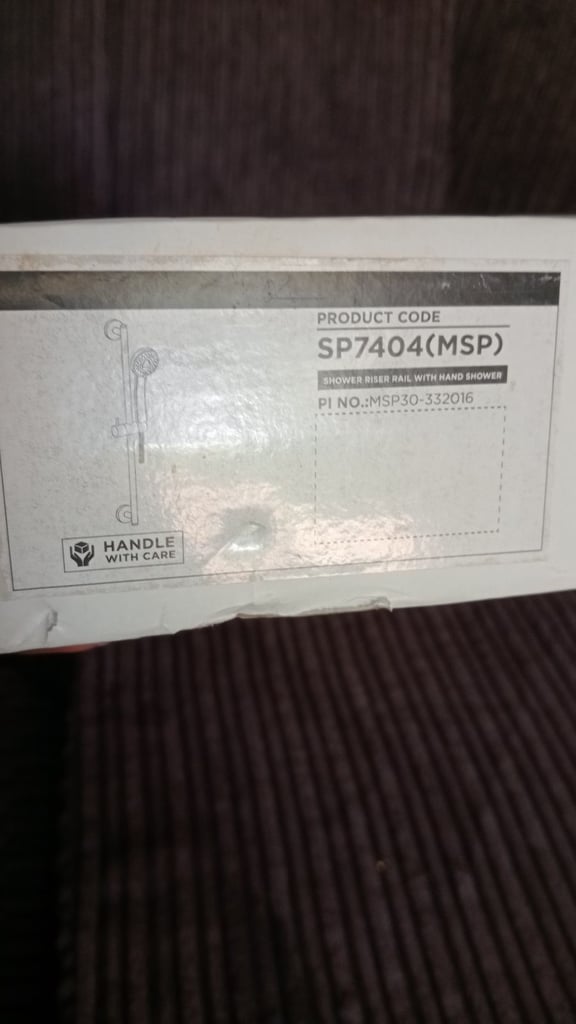 PRODUCT CODE
SP7404(MSP)
SHOWER RISER RAIL WITH HAND SHOWER
PI NO.:MSP30-332016
HANDLE
WITH CARE